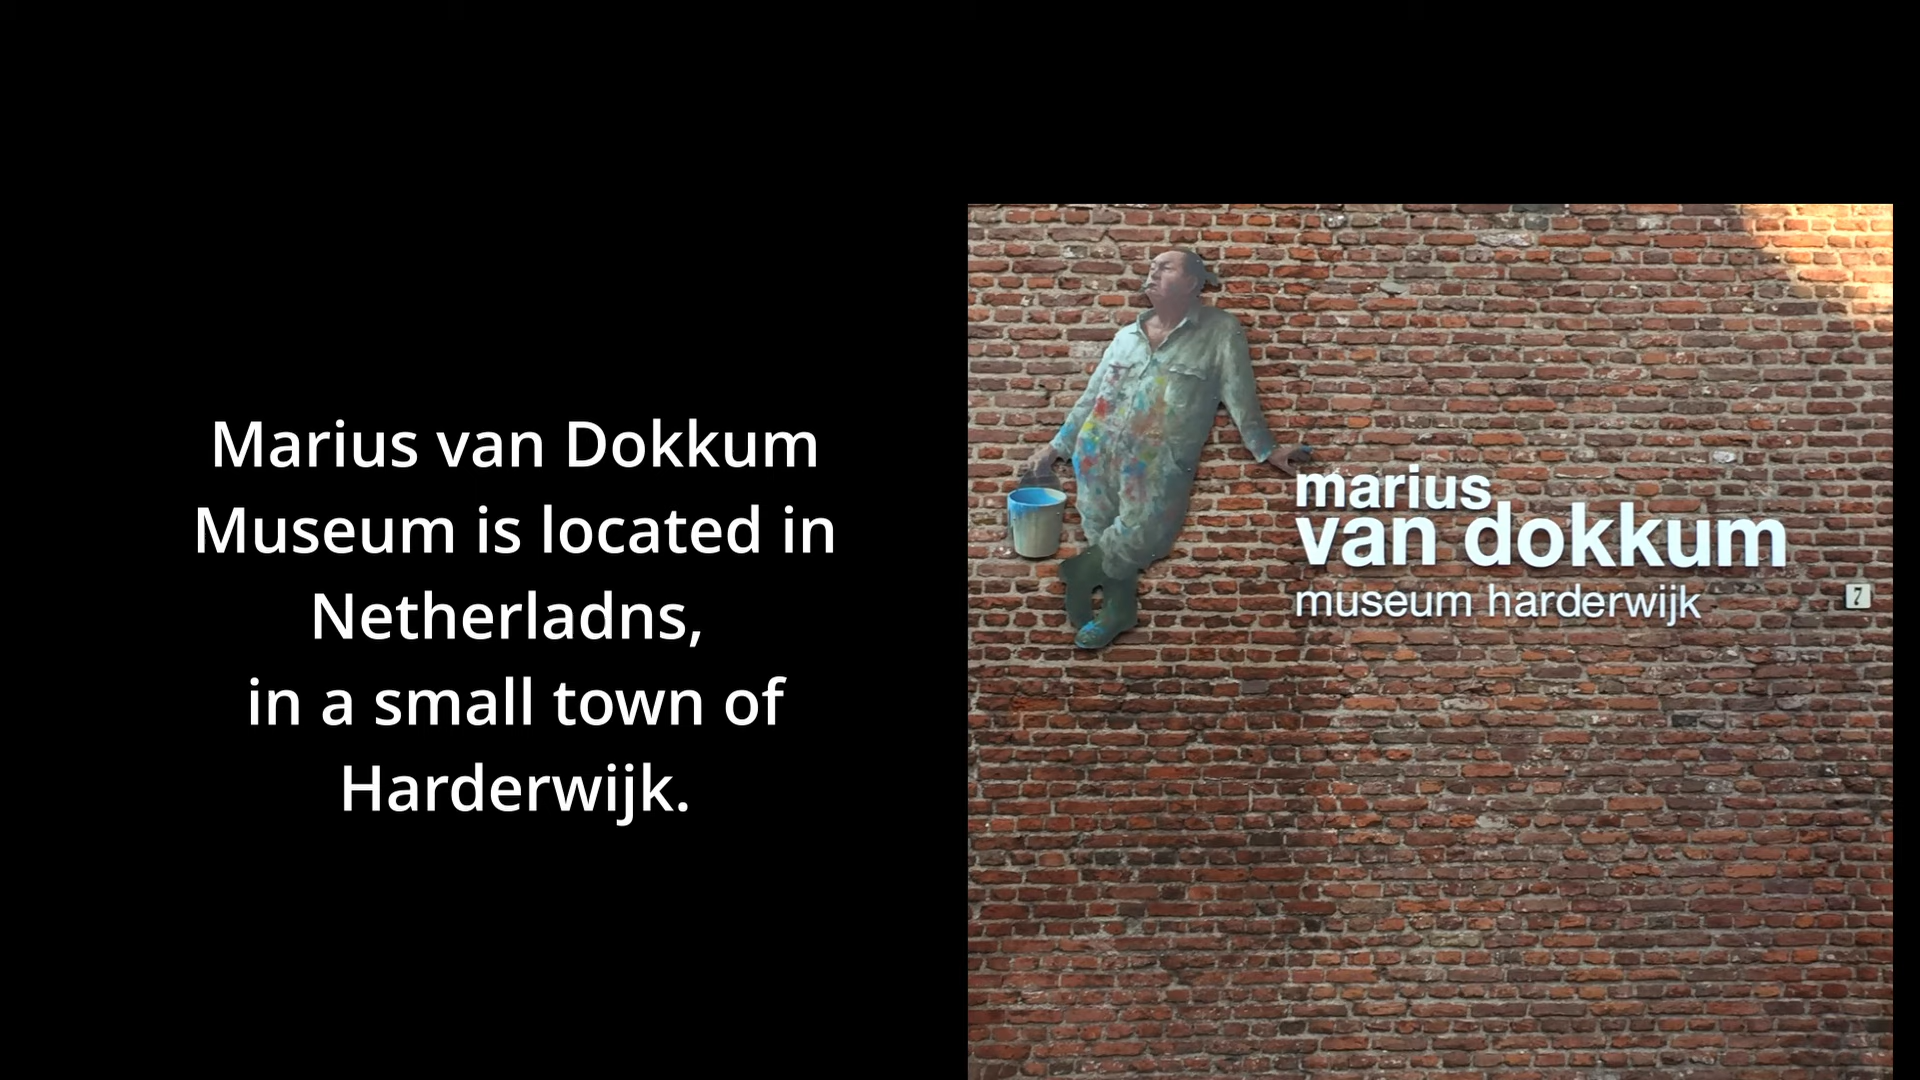 Marius van Dokkum
Museum is located in
Netherladns,
in a small town of
Harderwijk.
marius
van dokkum
museum harderwijk
7